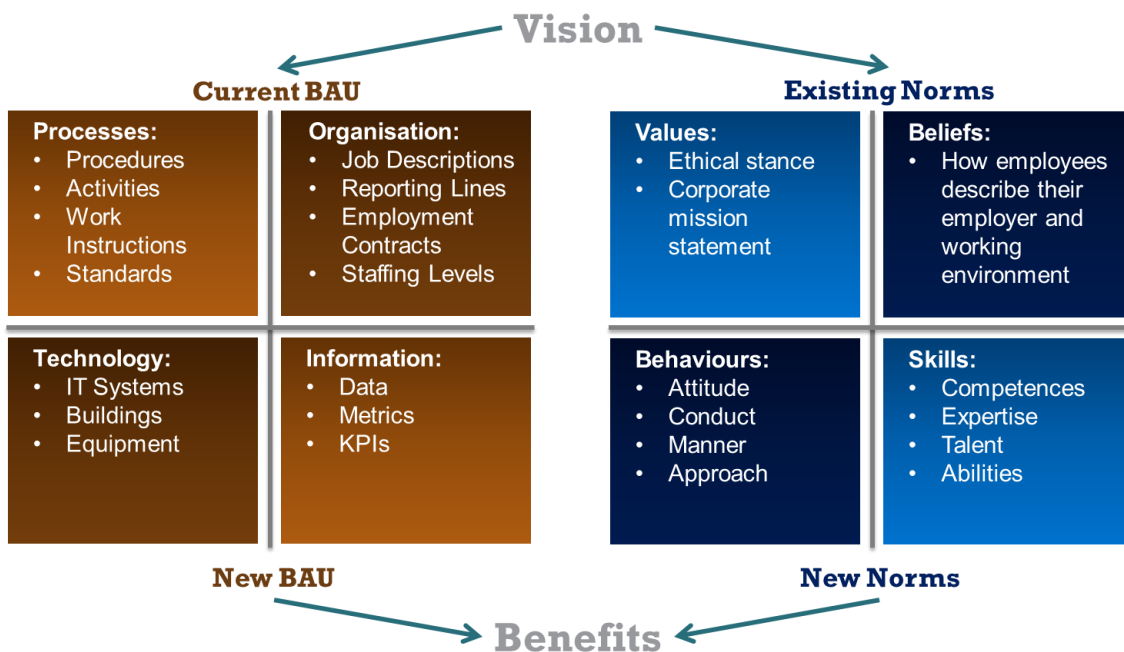 Vision
Current BAU
Processes:
• Procedures
• Activities
• Work
Instructions
• Standards
Organisation:
• Job Descriptions
• Reporting Lines
• Employment
Contracts
• Staffing Levels
Technology:
• IT Systems
• Buildings
• Equipment
Information:
• Data
• Metrics
• KPIs
New BAU
Existing Norms
Values:
• Ethical stance
• Corporate
mission
statement
Beliefs:
• How employees
describe their
employer and
working
environment
Behaviours:
• Attitude
• Conduct
• Manner
• Approach
Skills:
• Competences
• Expertise
• Talent
• Abilities
New Norms
Benefits